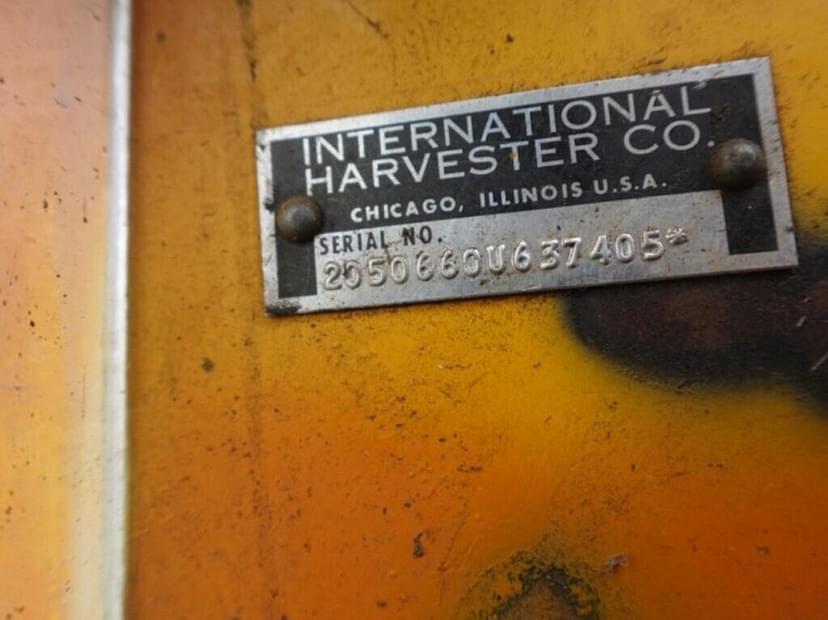 INTERNATIONAL
HARVESTER CO.
CHICAGO, ILLINOIS U.S.A.
SERIAL NO.
2050660U637405*